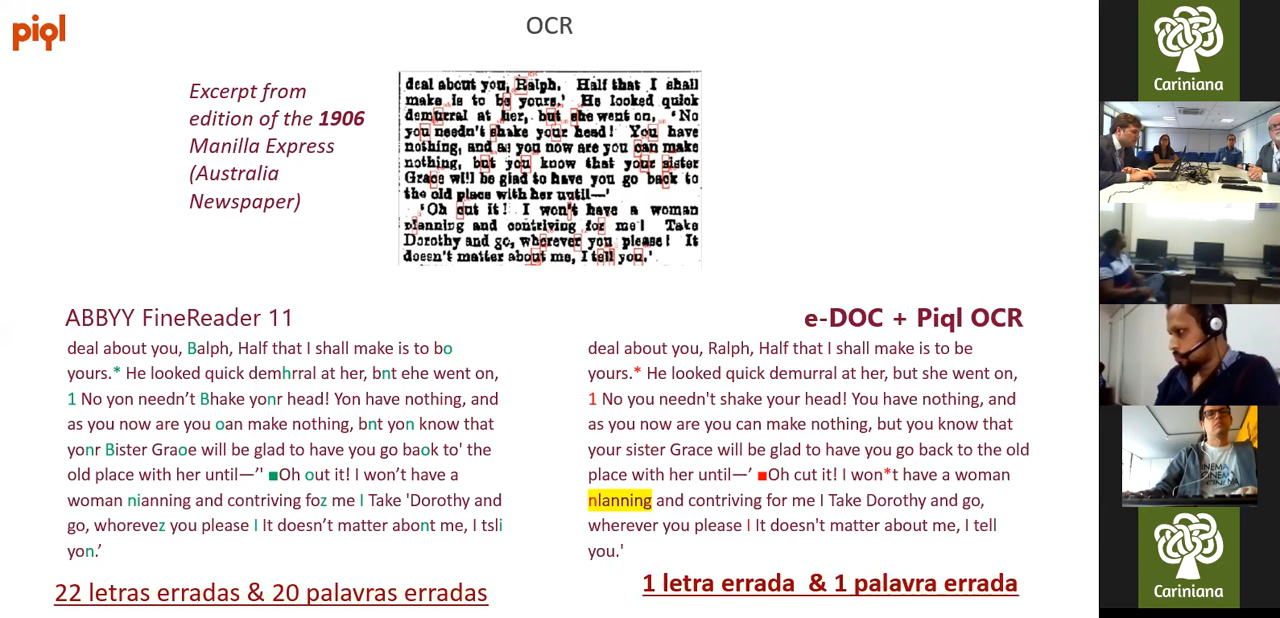 piql
OCR
Excerpt from
edition of the 1906
Manilla Express
(Australia
Newspaper)
deal about you, Ralph. Half that I shall
make is to be yours.' He looked quick
demurral at her, but she went on, 'No
you needn't shake your head! You have
nothing, and as you now are you can make
nothing, but you know that your sister
Grace will be glad to have you go back to
the old place with her until—'
'Oh cut it! I won't have a woman
planning and contriving for me! Take
Dorothy and go, wherever you please! It
doesn't matter about me, I tell you.'
ABBYY FineReader 11
deal about you, Balph, Half that I shall make is to bo
yours.* He looked quick demhrral at her, bnt ehe went on,
1 No yon needn't Bhake yonr head! Yon have nothing, and
as you now are you oan make nothing, bnt yon know that
yonr Bister Graoe will be glad to have you go baok to' the
old place with her until—'' ■Oh out it! I won't have a
woman nianning and contriving foz me I Take 'Dorothy and
go, whorevez you please I It doesn't matter abont me, I tsli
yon.'
22 letras erradas & 20 palavras erradas
e-DOC + Piql OCR
deal about you, Ralph, Half that I shall make is to be
yours.* He looked quick demurral at her, but she went on,
1 No you needn't shake your head! You have nothing, and
as you now are you can make nothing, but you know that
your sister Grace will be glad to have you go back to the old
place with her until—' ■Oh cut it! I won*t have a woman
nlanning and contriving for me I Take Dorothy and go,
wherever you please I It doesn't matter about me, I tell
you.'
1 letra errada & 1 palavra errada
Cariniana
CINEMA
Cariniana